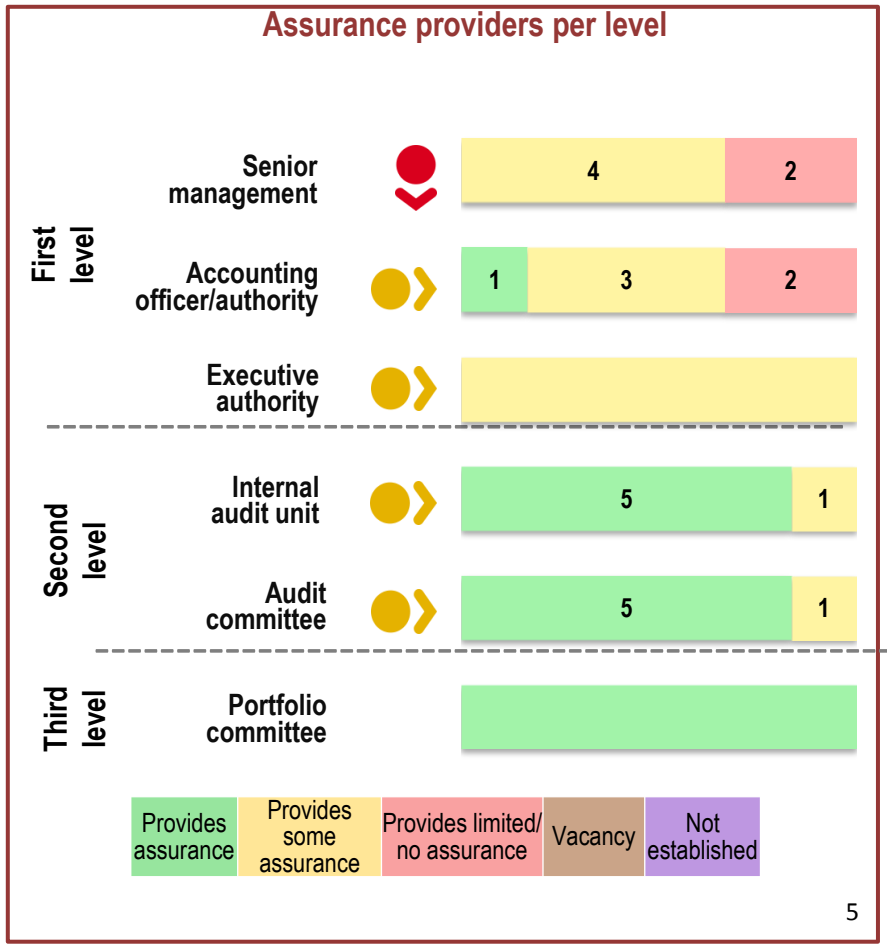 Assurance providers per level
First
level
Senior
management
4 2
Accounting
officer/authority
1 3 2
Executive
authority
Second
level
Internal
audit unit
5 1
Audit
committee
5 1
Third
level
Portfolio
committee
Provides
assurance
Provides
some
assurance
Provides limited/
no assurance
Vacancy
Not
established
5